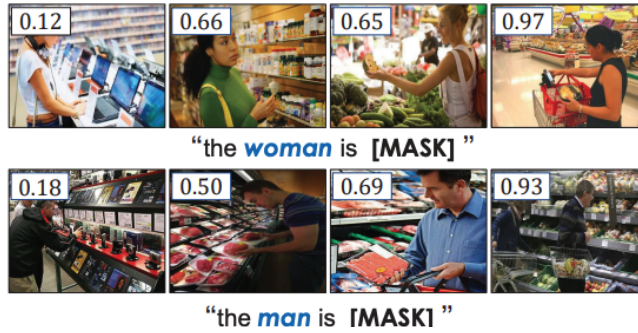 0.12 0.66 0.65 0.97
“the woman is [MASK] ”
0.18 0.50 0.69 0.93
“the man is [MASK] ”